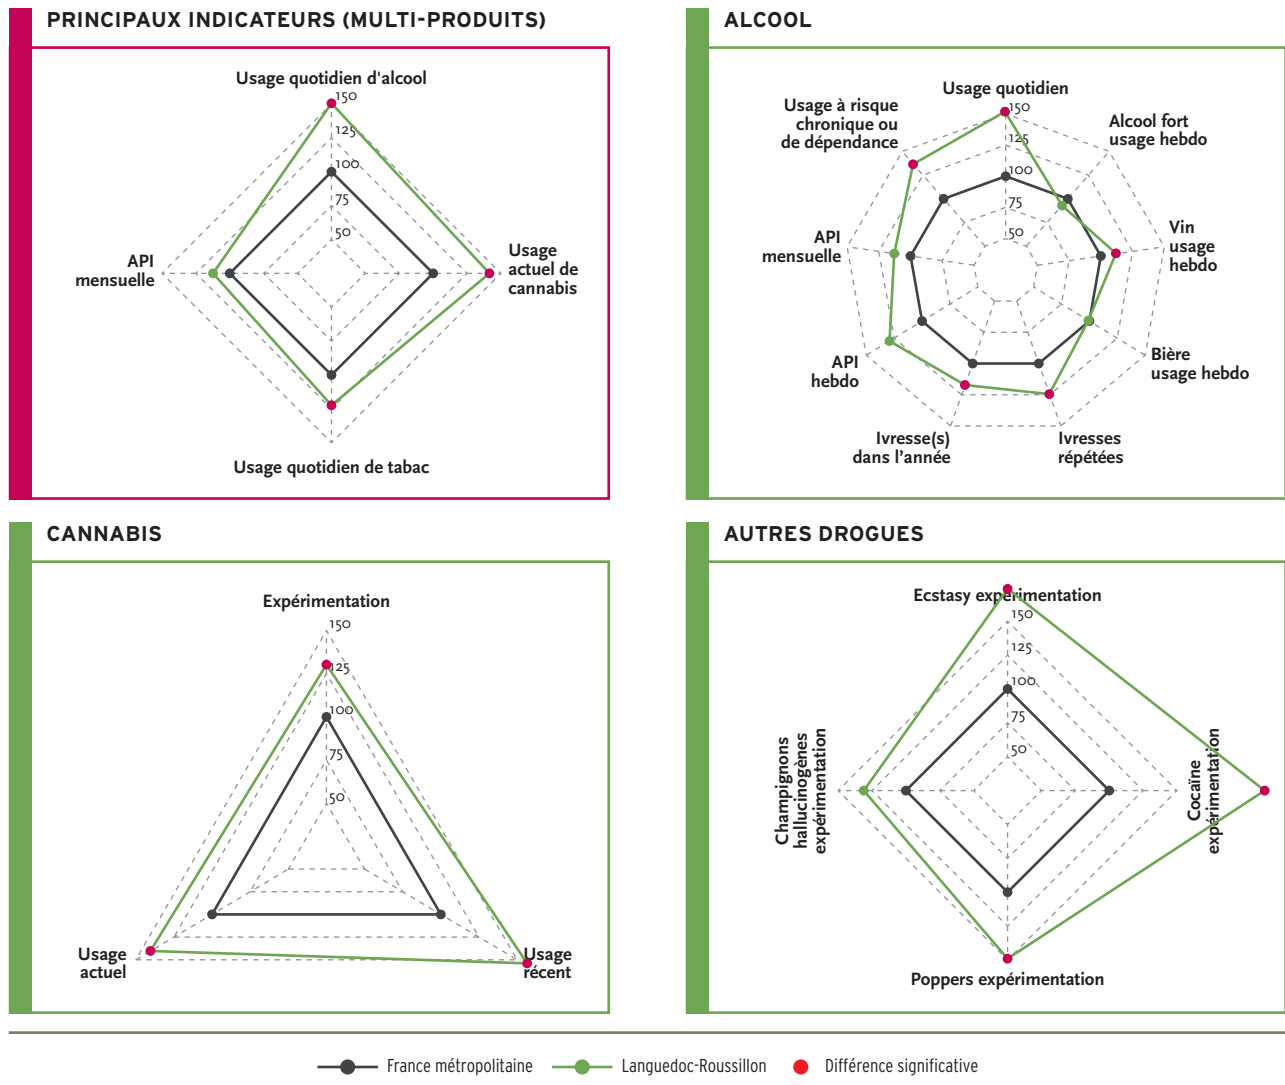 PRINCIPAUX INDICATEURS (MULTI-PRODUITS)
Usage quotidien d'alcool
150
125
100
75
50
API
mensuelle
Usage
actuel de
cannabis
Usage quotidien de tabac
ALCOOL
Usage quotidien
150
125
100
75
50
Usage à risque
chronique ou
de dépendance
Alcool fort
usage hebdo
API
mensuelle
Vin
usage
hebdo
API
hebdo
Bière
usage hebdo
Ivresse(s)
dans l'année
Ivresses
répétées
CANNABIS
Expérimentation
150
125
100
75
50
Usage
actuel
Usage
récent
AUTRES DROGUES
Ecstasy expérimentation
150
125
100
75
50
Champignons
hallucinogènes
expérimentation
Cocaïne
expérimentation
Poppers expérimentation
France métropolitaine
Languedoc-Roussillon
Différence significative